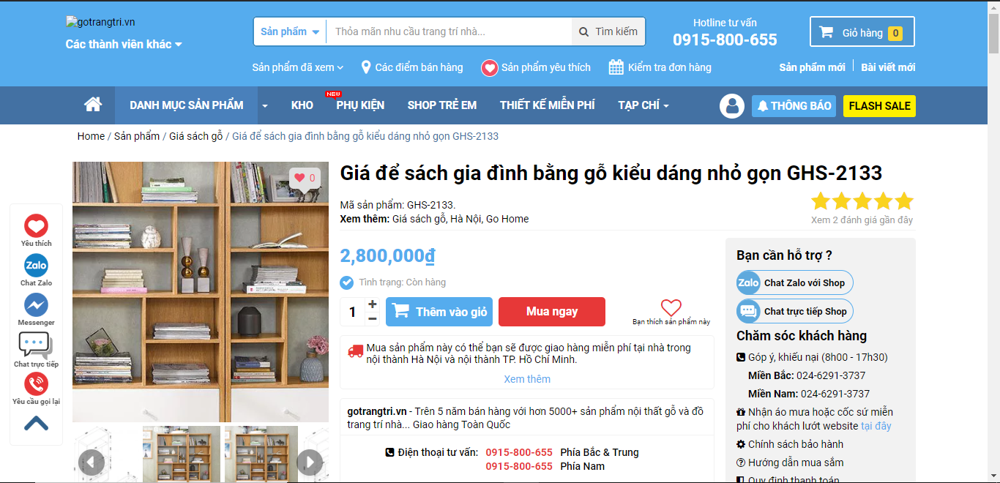 gotrangtri.vn
Các thành viên khác
Sản phẩm
Thỏa mãn nhu cầu trang trí nhà...
Tìm kiếm
Hotline tư vấn
0915-800-655
Giỏ hàng 0
Sản phẩm đã xem
Các điểm bán hàng
Sản phẩm yêu thích
Kiểm tra đơn hàng
Sản phẩm mới
Bài viết mới
DANH MỤC SẢN PHẨM
KHO
NEW
PHỤ KIỆN
SHOP TRẺ EM
THIẾT KẾ MIỄN PHÍ
TẠP CHÍ
THÔNG BÁO
FLASH SALE
Home / Sản phẩm / Giá sách gỗ / Giá để sách gia đình bằng gỗ kiểu dáng nhỏ gọn GHS-2133
0
Yêu thích
Zalo
Chat Zalo
Messenger
Chat trực tiếp
Yêu cầu gọi lại
Giá để sách gia đình bằng gỗ kiểu dáng nhỏ gọn GHS-2133
Mã sản phẩm: GHS-2133.
Xem thêm: Giá sách gỗ, Hà Nội, Go Home
Xem 2 đánh giá gần đây
2,800,000₫
Tình trạng: Còn hàng
1 + −
Thêm vào giỏ
Mua ngay
Bạn thích sản phẩm này
Mua sản phẩm này có thể bạn sẽ được giao hàng miễn phí tại nhà trong
nội thành Hà Nội và nội thành TP. Hồ Chí Minh.
Xem thêm
gotrangtri.vn - Trên 5 năm bán hàng với hơn 5000+ sản phẩm nội thất gỗ và đồ
trang trí nhà... Giao hàng Toàn Quốc
Điện thoại tư vấn: 0915-800-655 Phía Bắc & Trung
0915-800-655 Phía Nam
Bạn cần hỗ trợ ?
Zalo Chat Zalo với Shop
Chat trực tiếp Shop
Chăm sóc khách hàng
Góp ý, khiếu nại (8h00 - 17h30)
Miền Bắc: 024-6291-3737
Miền Nam: 024-6291-3737
Nhận áo mưa hoặc cốc sứ miễn
phí cho khách lướt website tại đây
Chính sách bảo hành
Hướng dẫn mua sắm
Quy định thanh toán